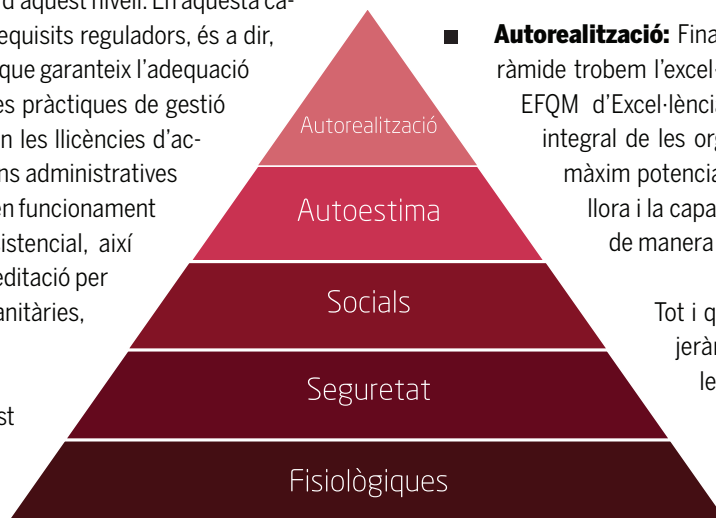 d'aquest nivell. En aquesta ca-
equisits reguladors, és a dir,
que garanteix l'adequació
es pràctiques de gestió
n les llicències d'ac-
ns administratives
en funcionament
istencial, així
editació per
anitàries,
st
Autorealització
Autoestima
Socials
Seguretat
Fisiològiques
■ Autorealització: Fina
ràmide trobem l'excel·
EFQM d'Excel·lència
integral de les org
màxim potencia
llora i la capa
de manera
Tot i q
jeràr
le